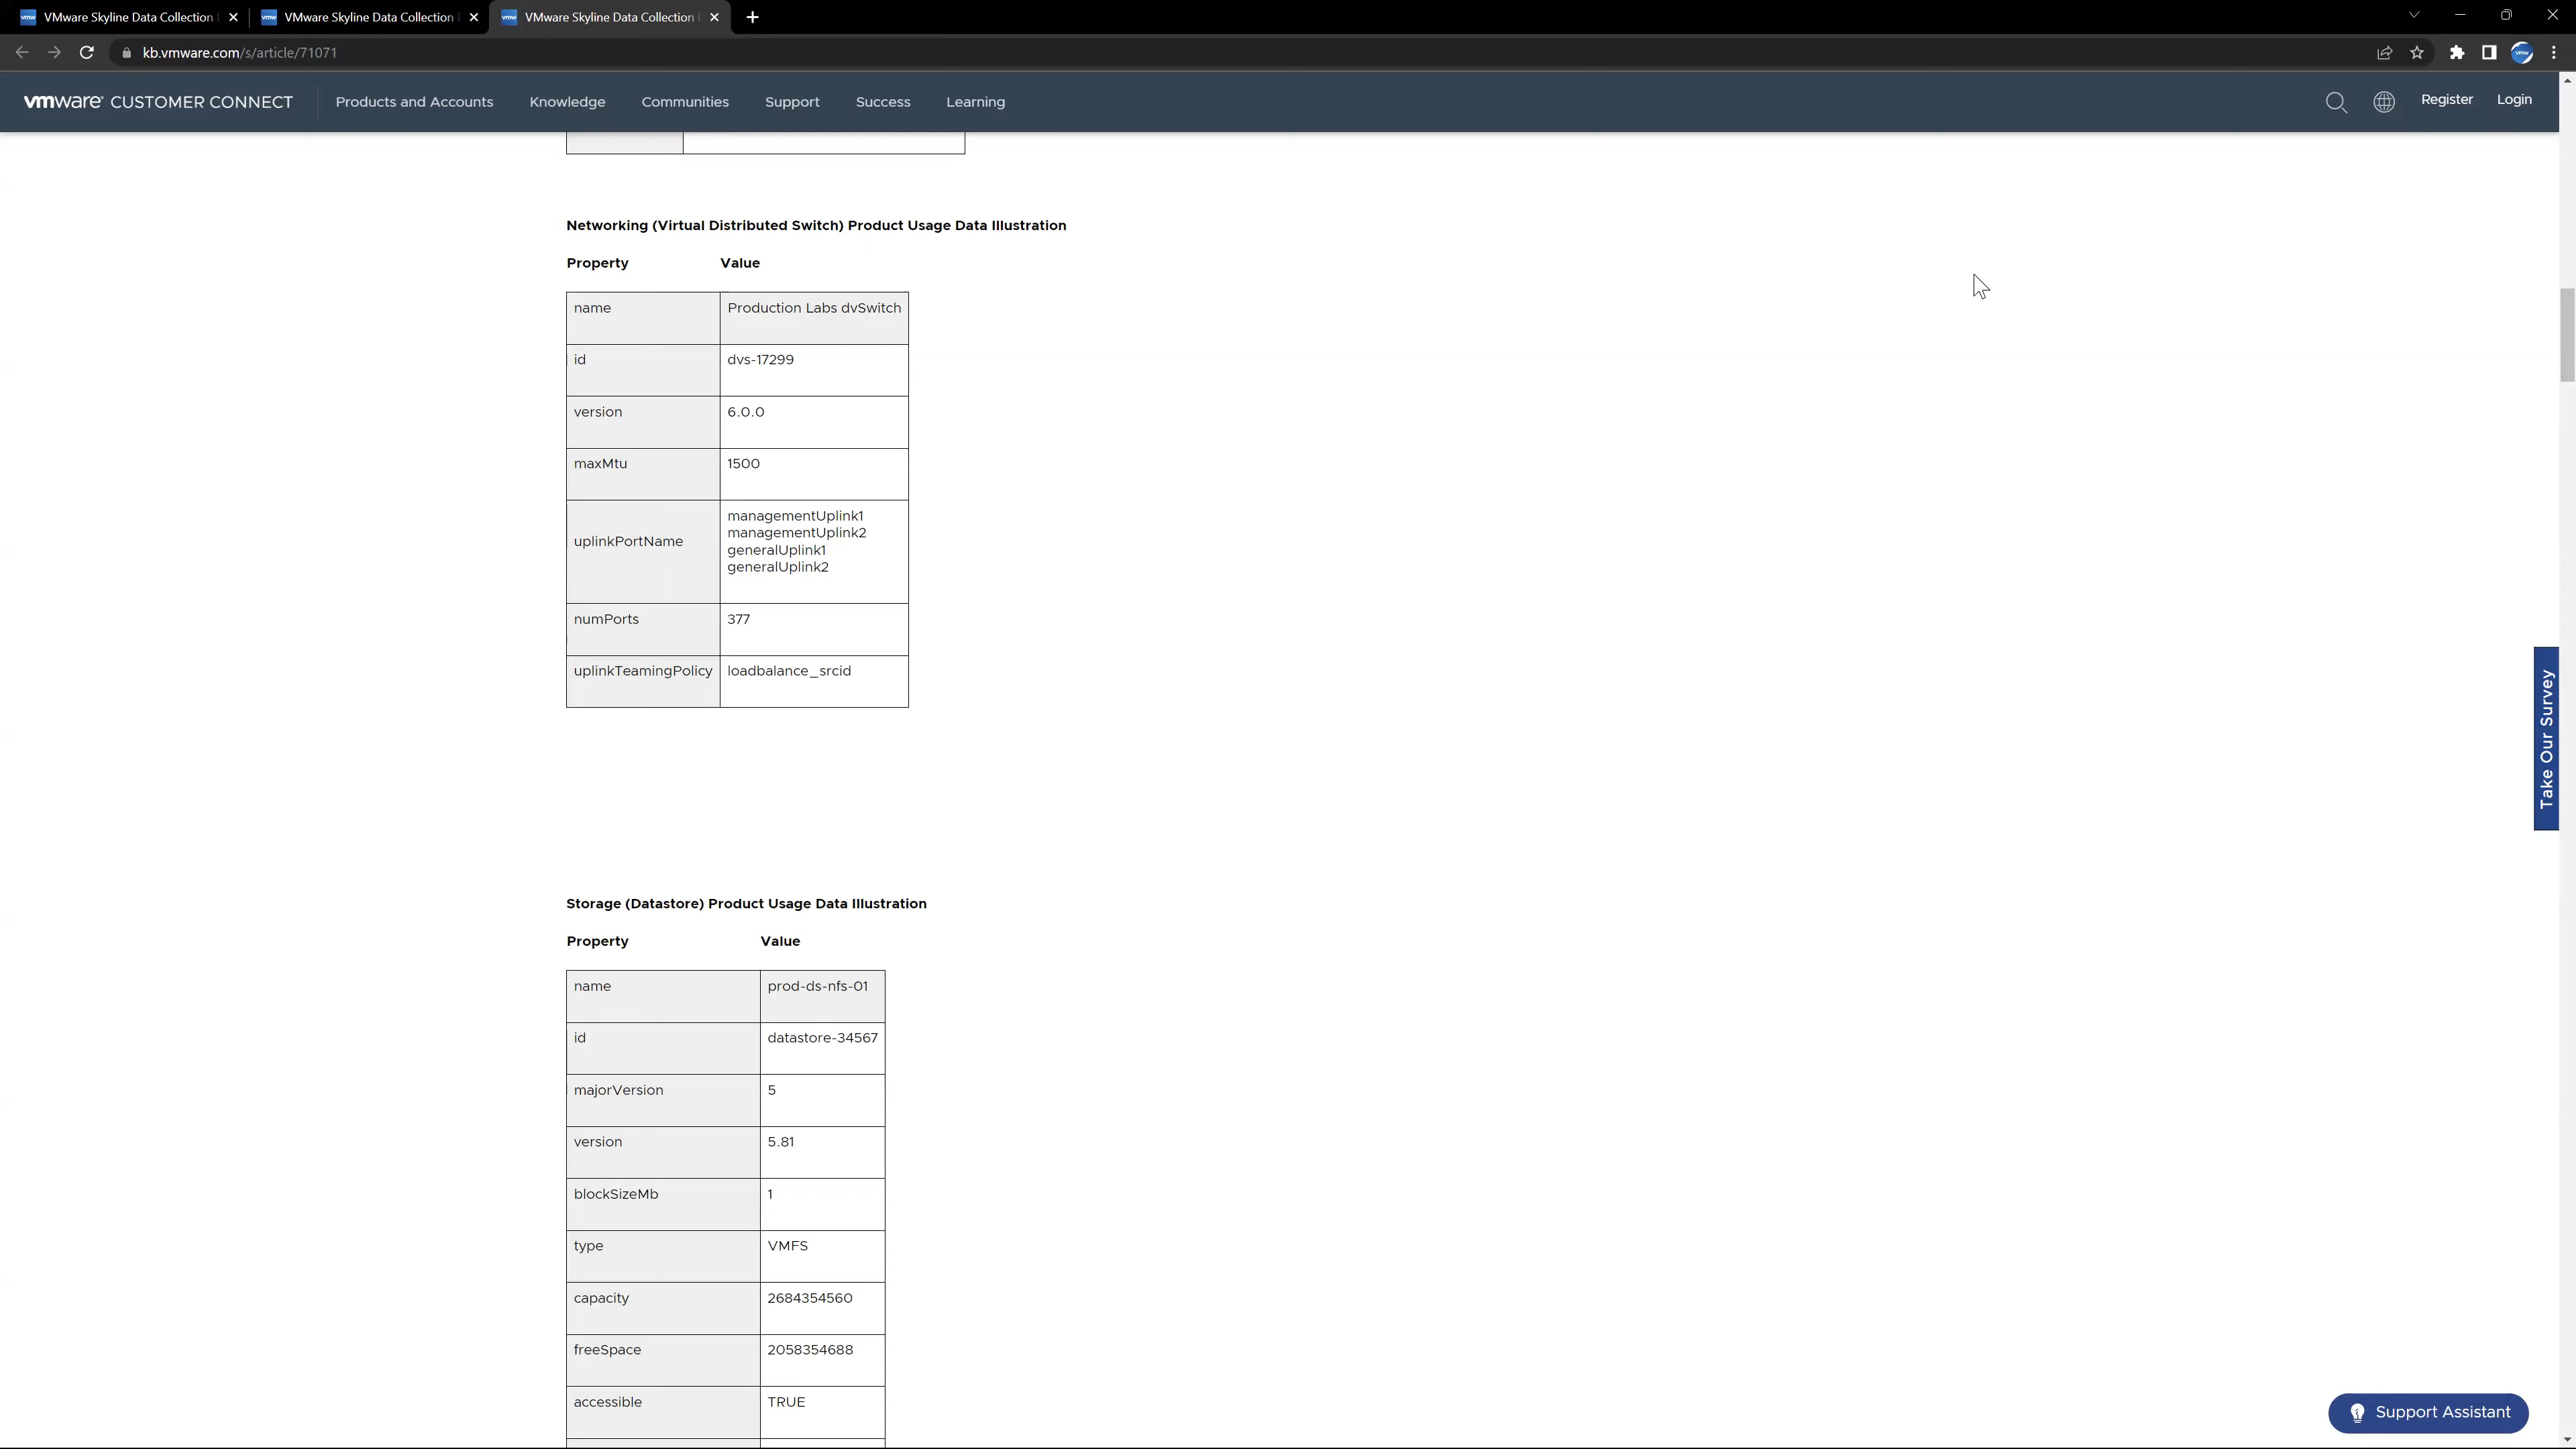 VMware Skyline Data Collection
VMware Skyline Data Collection
VMware Skyline Data Collection
kb.vmware.com/s/article/71071
vmware® CUSTOMER CONNECT
Products and Accounts
Knowledge
Communities
Support
Success
Learning
Register
Login
Networking (Virtual Distributed Switch) Product Usage Data Illustration
Property Value
name Production Labs dvSwitch
id dvs-17299
version 6.0.0
maxMtu 1500
uplinkPortName managementUplink1
managementUplink2
generalUplink1
generalUplink2
numPorts 377
uplinkTeamingPolicy loadbalance_srcid
Take Our Survey
Storage (Datastore) Product Usage Data Illustration
Property Value
name prod-ds-nfs-01
id datastore-34567
majorVersion 5
version 5.81
blockSizeMb 1
type VMFS
capacity 2684354560
freeSpace 2058354688
accessible TRUE
Support Assistant